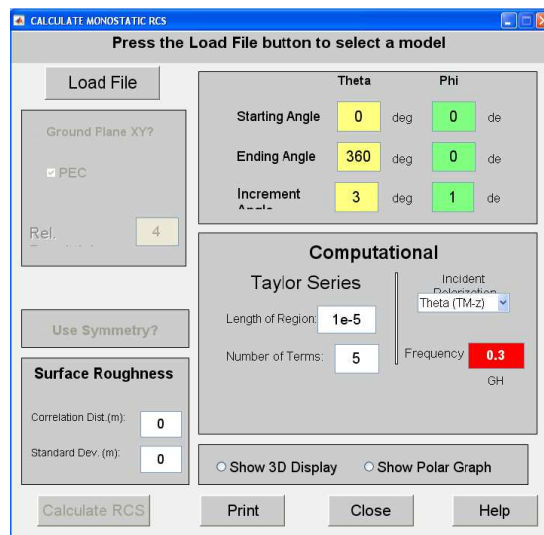 CALCULATE MONOSTATIC RCS
Press the Load File button to select a model
Load File
Ground Plane XY?
PEC
Rel.
4
Use Symmetry?
Surface Roughness
Correlation Dist.(m):
0
Standard Dev. (m):
0
Calculate RCS
Theta Phi
Starting Angle 0 deg 0 de
Ending Angle 360 deg 0 de
Increment 3 deg 1 de
Angle
Computational
Taylor Series
Length of Region: 1e-5
Number of Terms: 5
Incident
Polarization
Theta (TM-z)
Frequency 0.3
GH
Show 3D Display Show Polar Graph
Print Close Help